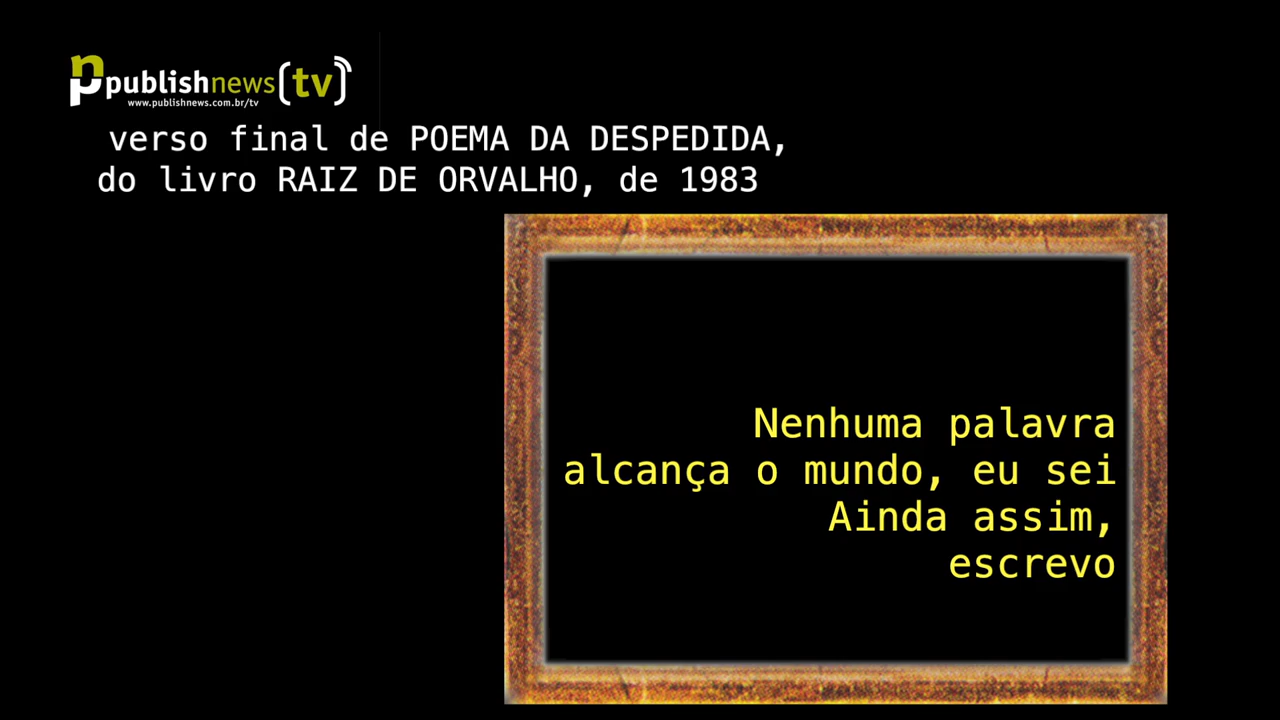 publishnews(tv)
www.publishnews.com.br/tv
verso final de POEMA DA DESPEDIDA,
do livro RAIZ DE ORVALHO, de 1983
Nenhuma palavra
alcança o mundo, eu sei
Ainda assim,
escrevo